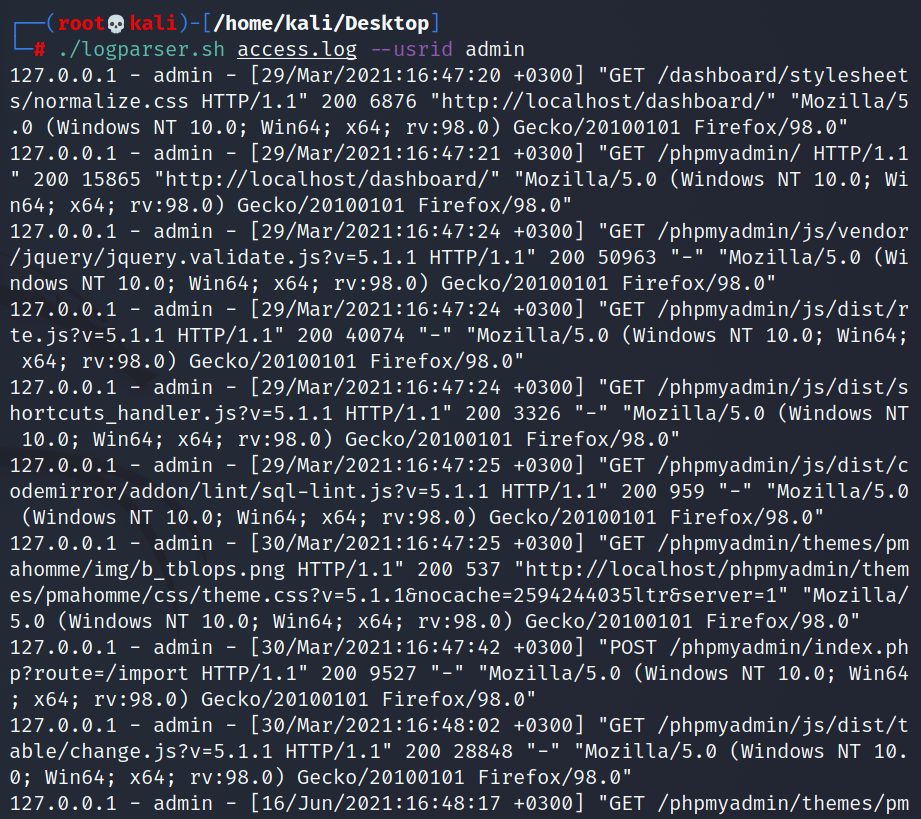 ┌──(root💀kali)-[/home/kali/Desktop]
└─# ./logparser.sh access.log --usrid admin
127.0.0.1 - admin - [29/Mar/2021:16:47:20 +0300] "GET /dashboard/stylesheet
s/normalize.css HTTP/1.1" 200 6876 "http://localhost/dashboard/" "Mozilla/5
.0 (Windows NT 10.0; Win64; x64; rv:98.0) Gecko/20100101 Firefox/98.0"
127.0.0.1 - admin - [29/Mar/2021:16:47:21 +0300] "GET /phpmyadmin/ HTTP/1.1
" 200 15865 "http://localhost/dashboard/" "Mozilla/5.0 (Windows NT 10.0; Wi
n64; x64; rv:98.0) Gecko/20100101 Firefox/98.0"
127.0.0.1 - admin - [29/Mar/2021:16:47:24 +0300] "GET /phpmyadmin/js/vendor
/jquery/jquery.validate.js?v=5.1.1 HTTP/1.1" 200 50963 "-" "Mozilla/5.0 (Wi
ndows NT 10.0; Win64; x64; rv:98.0) Gecko/20100101 Firefox/98.0"
127.0.0.1 - admin - [29/Mar/2021:16:47:24 +0300] "GET /phpmyadmin/js/dist/r
te.js?v=5.1.1 HTTP/1.1" 200 40074 "-" "Mozilla/5.0 (Windows NT 10.0; Win64;
 x64; rv:98.0) Gecko/20100101 Firefox/98.0"
127.0.0.1 - admin - [29/Mar/2021:16:47:24 +0300] "GET /phpmyadmin/js/dist/s
hortcuts_handler.js?v=5.1.1 HTTP/1.1" 200 3326 "-" "Mozilla/5.0 (Windows NT
 10.0; Win64; x64; rv:98.0) Gecko/20100101 Firefox/98.0"
127.0.0.1 - admin - [29/Mar/2021:16:47:25 +0300] "GET /phpmyadmin/js/dist/c
odemirror/addon/lint/sql-lint.js?v=5.1.1 HTTP/1.1" 200 959 "-" "Mozilla/5.0
 (Windows NT 10.0; Win64; x64; rv:98.0) Gecko/20100101 Firefox/98.0"
127.0.0.1 - admin - [30/Mar/2021:16:47:25 +0300] "GET /phpmyadmin/themes/pm
ahomme/img/b_tblops.png HTTP/1.1" 200 537 "http://localhost/phpmyadmin/them
es/pmahomme/css/theme.css?v=5.1.1&nocache=2594244035ltr&server=1" "Mozilla/
5.0 (Windows NT 10.0; Win64; x64; rv:98.0) Gecko/20100101 Firefox/98.0"
127.0.0.1 - admin - [30/Mar/2021:16:47:42 +0300] "POST /phpmyadmin/index.ph
p?route=/import HTTP/1.1" 200 9527 "-" "Mozilla/5.0 (Windows NT 10.0; Win64
; x64; rv:98.0) Gecko/20100101 Firefox/98.0"
127.0.0.1 - admin - [30/Mar/2021:16:48:02 +0300] "GET /phpmyadmin/js/dist/t
able/change.js?v=5.1.1 HTTP/1.1" 200 28848 "-" "Mozilla/5.0 (Windows NT 10.
0; Win64; x64; rv:98.0) Gecko/20100101 Firefox/98.0"
127.0.0.1 - admin - [16/Jun/2021:16:48:17 +0300] "GET /phpmyadmin/themes/pm